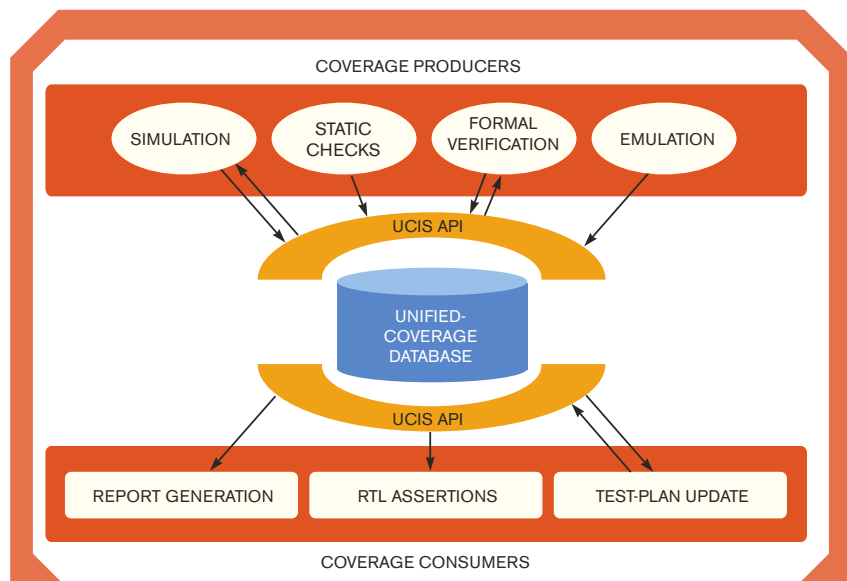 COVERAGE PRODUCERS
SIMULATION
STATIC
CHECKS
FORMAL
VERIFICATION
EMULATION
UCIS API
UNIFIED-
COVERAGE
DATABASE
UCIS API
REPORT GENERATION
RTL ASSERTIONS
TEST-PLAN UPDATE
COVERAGE CONSUMERS